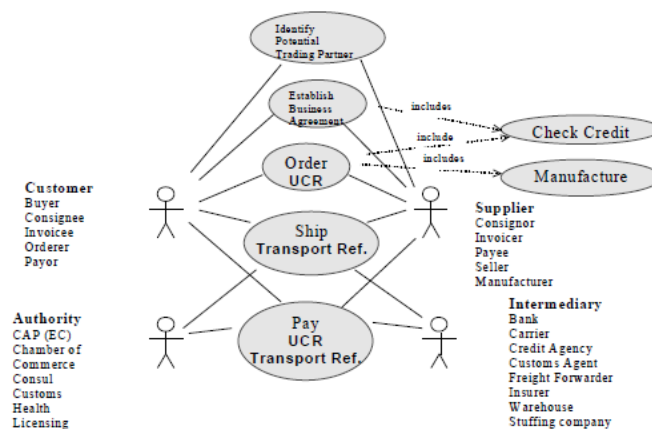 Identify
Potential
Trading Partner
Establish
Business
Agreement
includes
Check Credit
include
Order
UCR
includes
Manufacture
Customer
Buyer
Consignee
Invoicee
Orderer
Payor
Supplier
Consignor
Invoicer
Payee
Seller
Manufacturer
Ship
Transport Ref.
Authority
CAP (EC)
Chamber of
Commerce
Consul
Customs
Health
Licensing
Pay
UCR
Transport Ref.
Intermediary
Bank
Carrier
Credit Agency
Customs Agent
Freight Forwarder
Insurer
Warehouse
Stuffing company